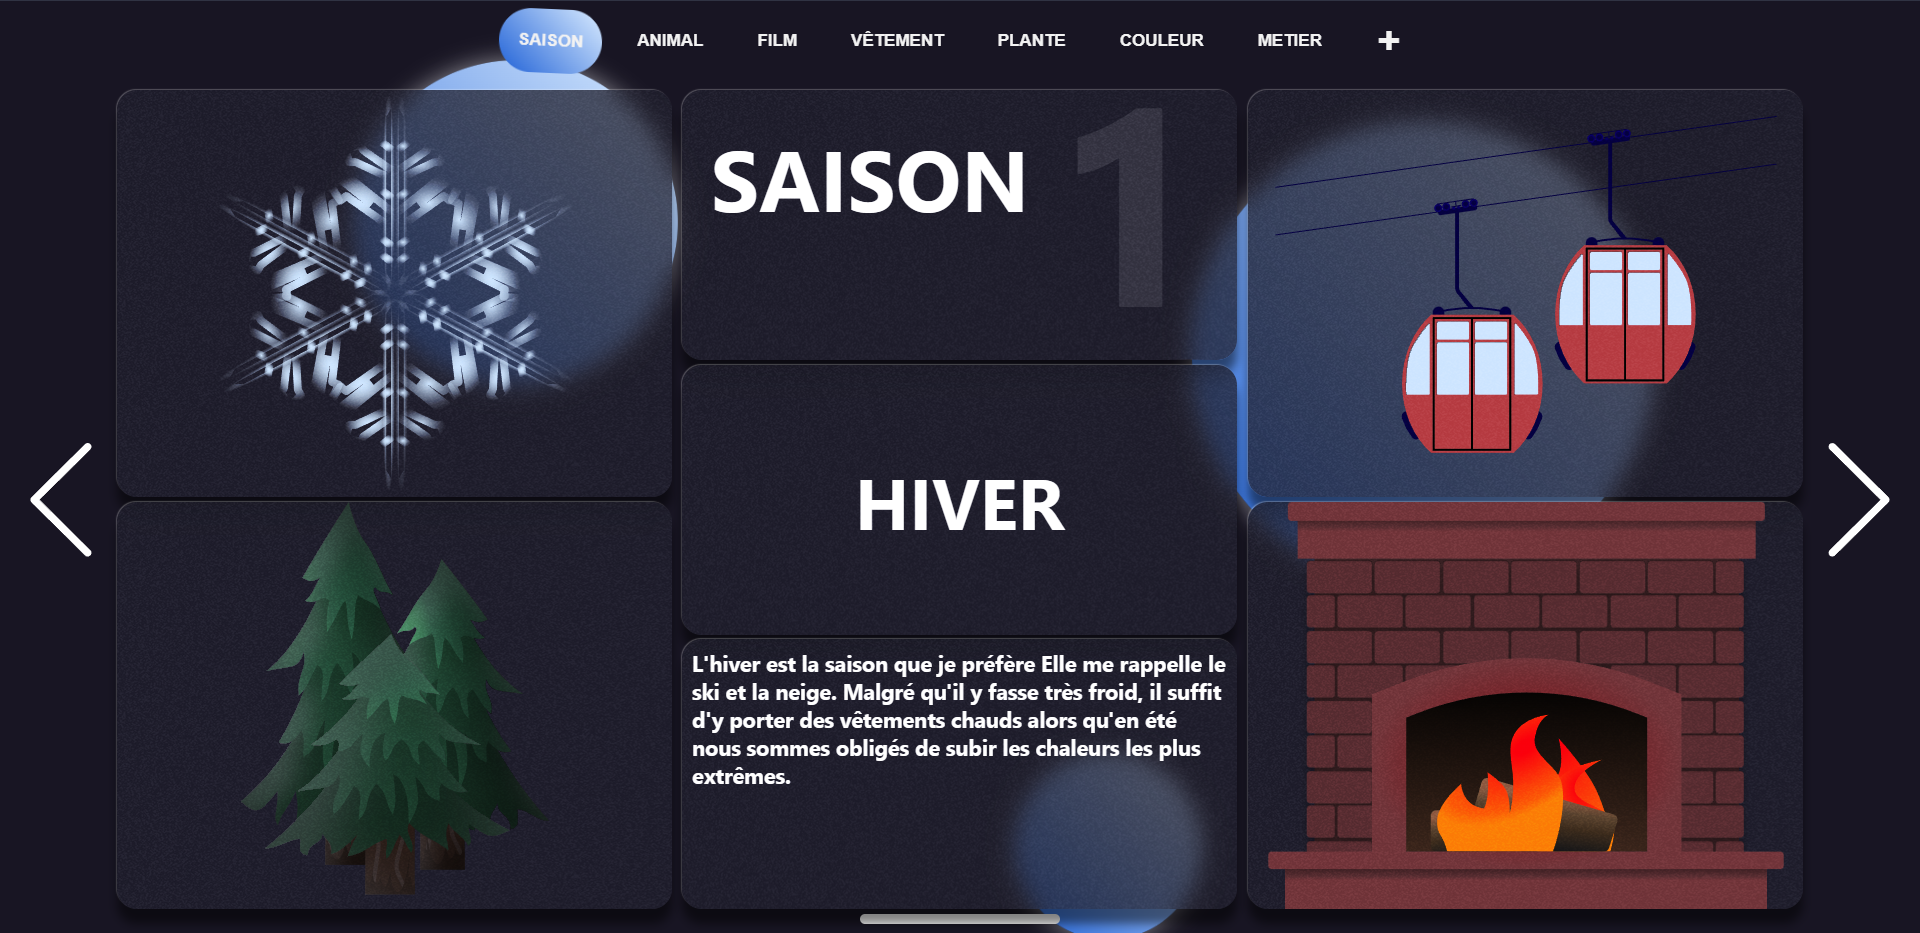 SAISON ANIMAL FILM VÊTEMENT PLANTE COULEUR METIER +
SAISON 1
HIVER
L'hiver est la saison que je préfère Elle me rappelle le
ski et la neige. Malgré qu'il y fasse très froid, il suffit
d'y porter des vêtements chauds alors qu'en été
nous sommes obligés de subir les chaleurs les plus
extrêmes.